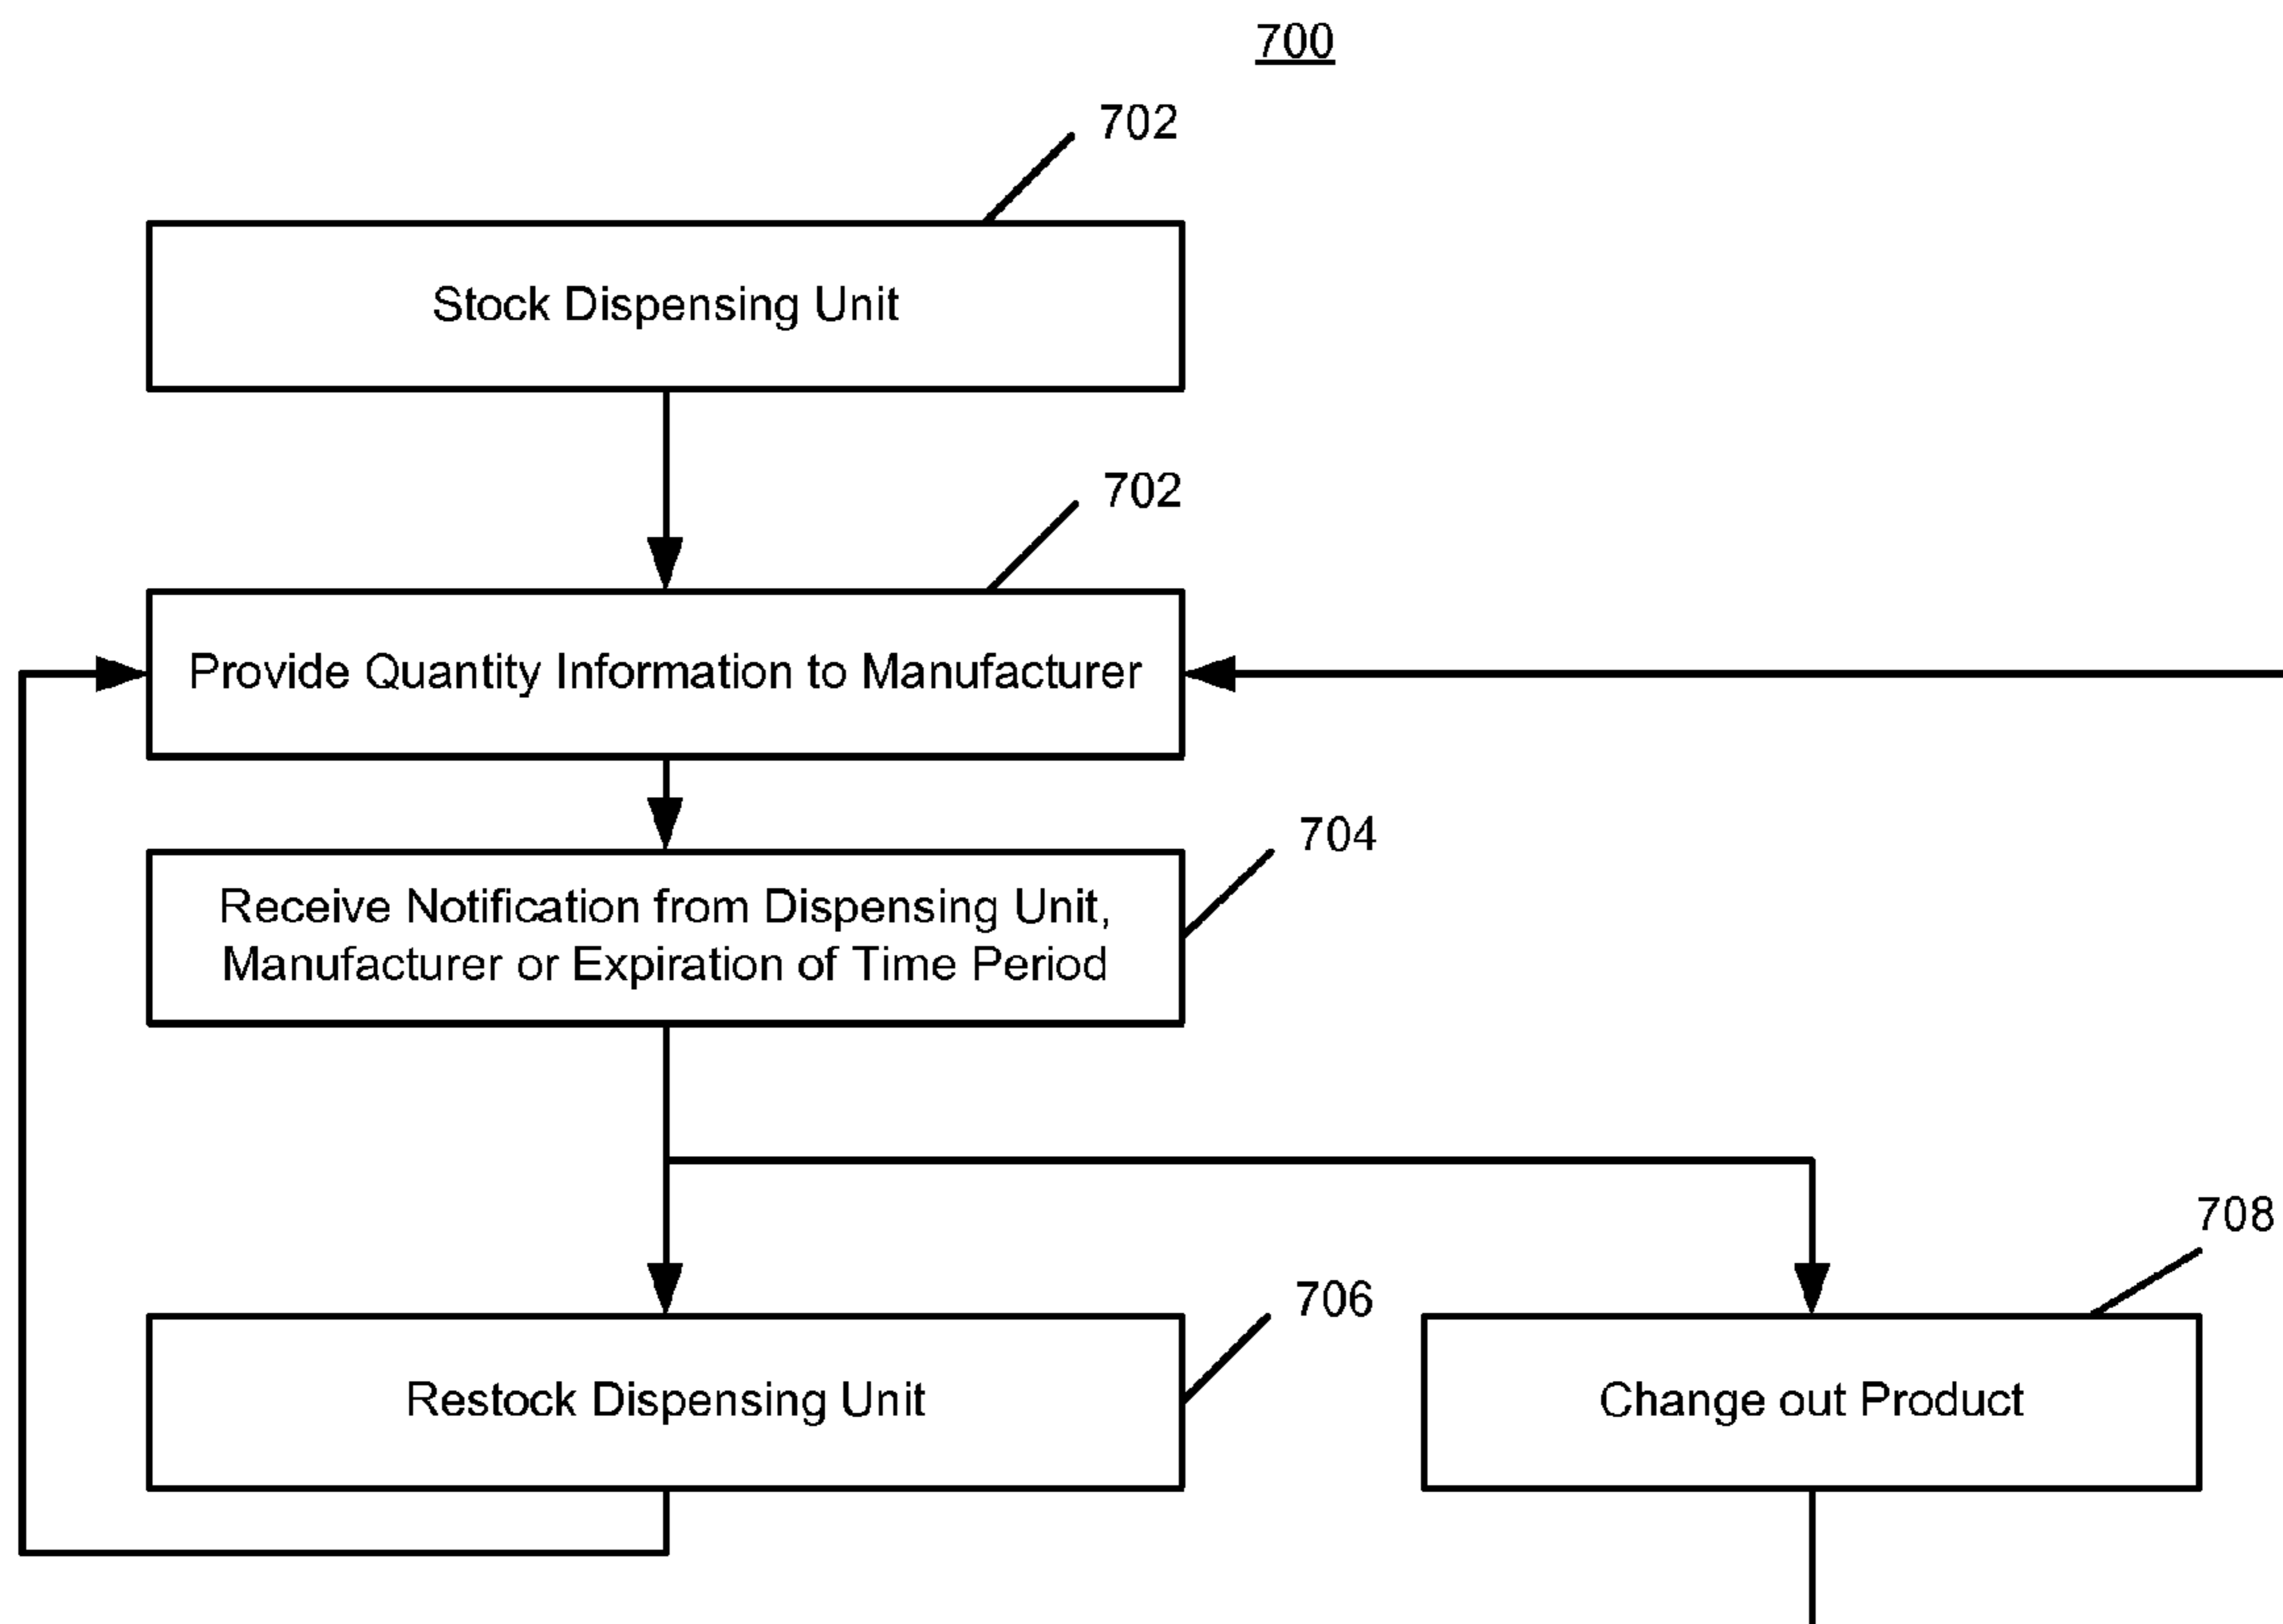 700
702
Stock Dispensing Unit
702
Provide Quantity Information to Manufacturer
704
Receive Notification from Dispensing Unit,
Manufacturer or Expiration of Time Period
708
706
Restock Dispensing Unit
Change out Product